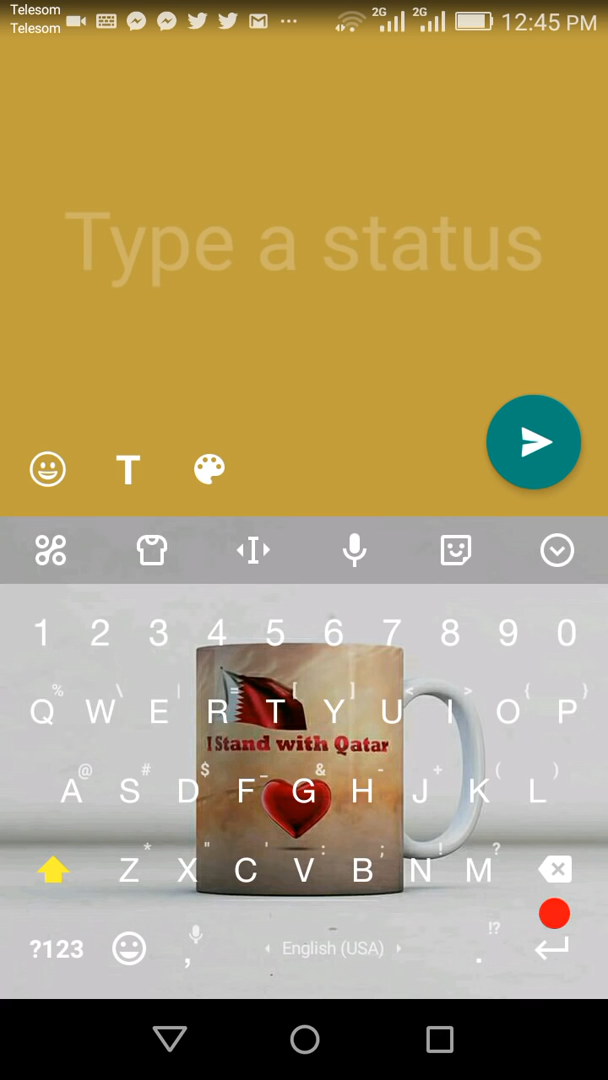 Telesom
Telesom
2G
2G
12:45 PM
Type a status
T
1 2 3 4 5 6 7 8 9 0
% \ | = [ ] < > { }
Q W E R T Y U I O P
I Stand with Qatar
@ # $ _ & - + ( )
A S D F G H J K L
* " ' : ; ! ?
Z X C V B N M
!?
?123 , English (USA) .